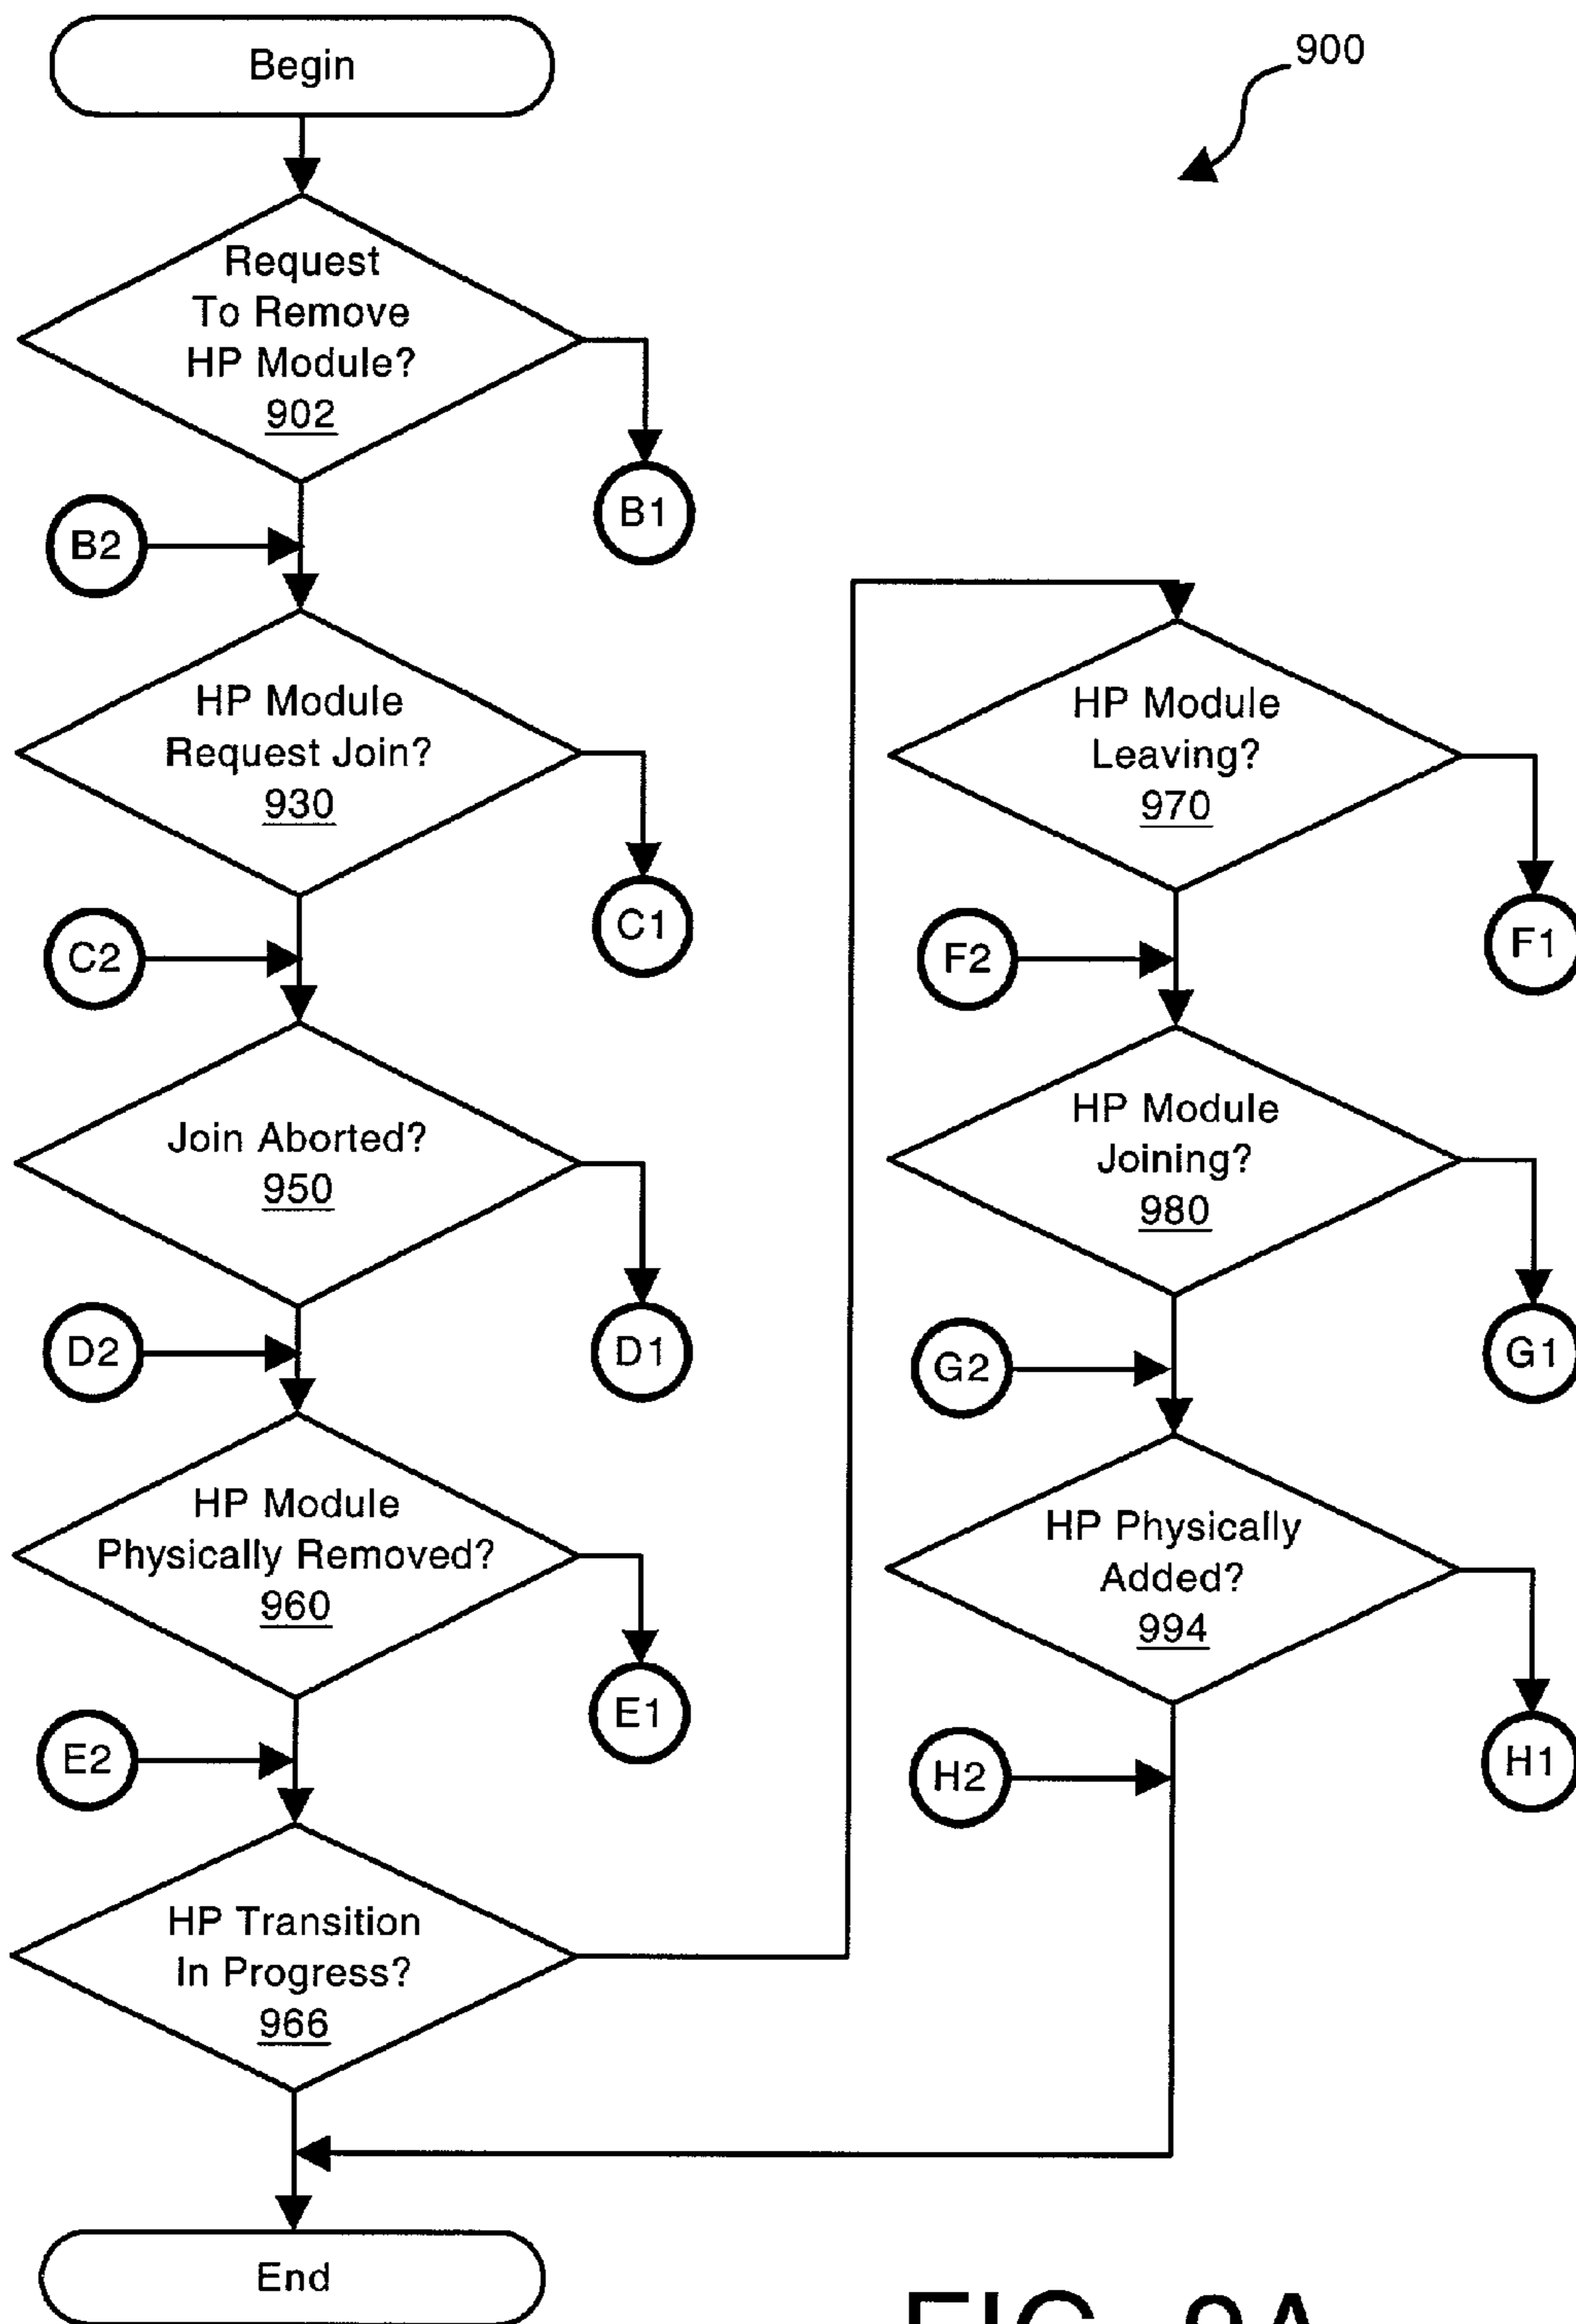 Begin
900
Request
To Remove
HP Module?
902
B1
B2
HP Module
Request Join?
930
C1
C2
Join Aborted?
950
D1
D2
HP Module
Physically Removed?
960
E1
E2
HP Transition
In Progress?
966
HP Module
Leaving?
970
F1
F2
HP Module
Joining?
980
G1
G2
HP Physically
Added?
994
H1
H2
End
FIG. 9A